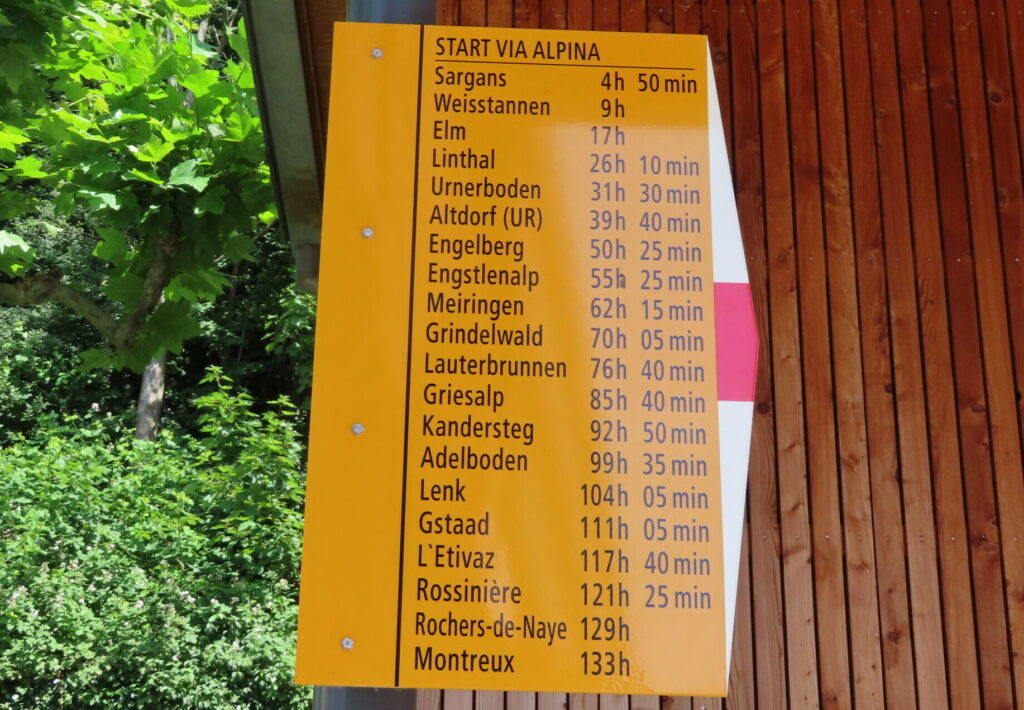 START VIA ALPINA
Sargans 4h 50 min
Weisstannen 9h
Elm 17h
Linthal 26h 10 min
Urnerboden 31h 30 min
Altdorf (UR) 39h 40 min
Engelberg 50h 25 min
Engstlenalp 55h 25 min
Meiringen 62h 15 min
Grindelwald 70h 05 min
Lauterbrunnen 76h 40 min
Griesalp 85h 40 min
Kandersteg 92h 50 min
Adelboden 99h 35 min
Lenk 104h 05 min
Gstaad 111h 05 min
L`Etivaz 117h 40 min
Rossinière 121h 25 min
Rochers-de-Naye 129h
Montreux 133h